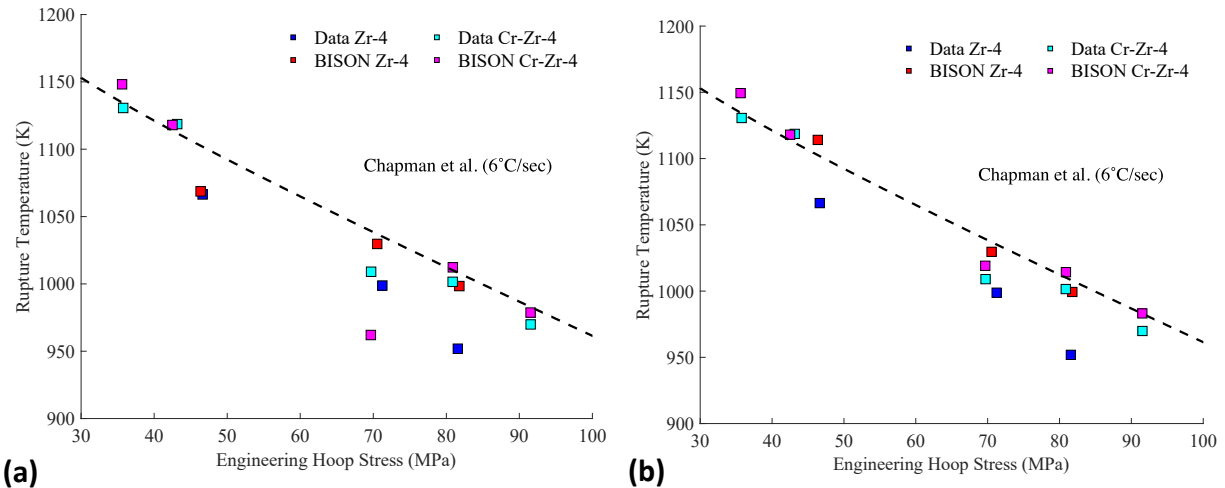 1200
1150
1100
1050
1000
950
900
30 40 50 60 70 80 90 100
Rupture Temperature (K)
Engineering Hoop Stress (MPa)
Data Zr-4 Data Cr-Zr-4
BISON Zr-4 BISON Cr-Zr-4
Chapman et al. (6˚C/sec)
(a)
1200
1150
1100
1050
1000
950
900
30 40 50 60 70 80 90 100
Rupture Temperature (K)
Engineering Hoop Stress (MPa)
Data Zr-4 Data Cr-Zr-4
BISON Zr-4 BISON Cr-Zr-4
Chapman et al. (6˚C/sec)
(b)